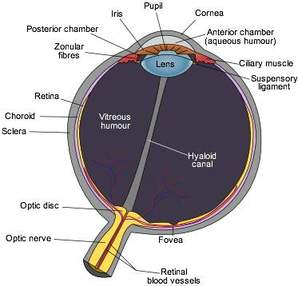 Pupil
Iris
Cornea
Posterior chamber
Anterior chamber
(aqueous humour)
Zonular
fibres
Lens
Ciliary muscle
Suspensory
ligament
Retina
Choroid
Sclera
Vitreous
humour
Hyaloid
canal
Optic disc
Optic nerve
Fovea
Retinal
blood vessels